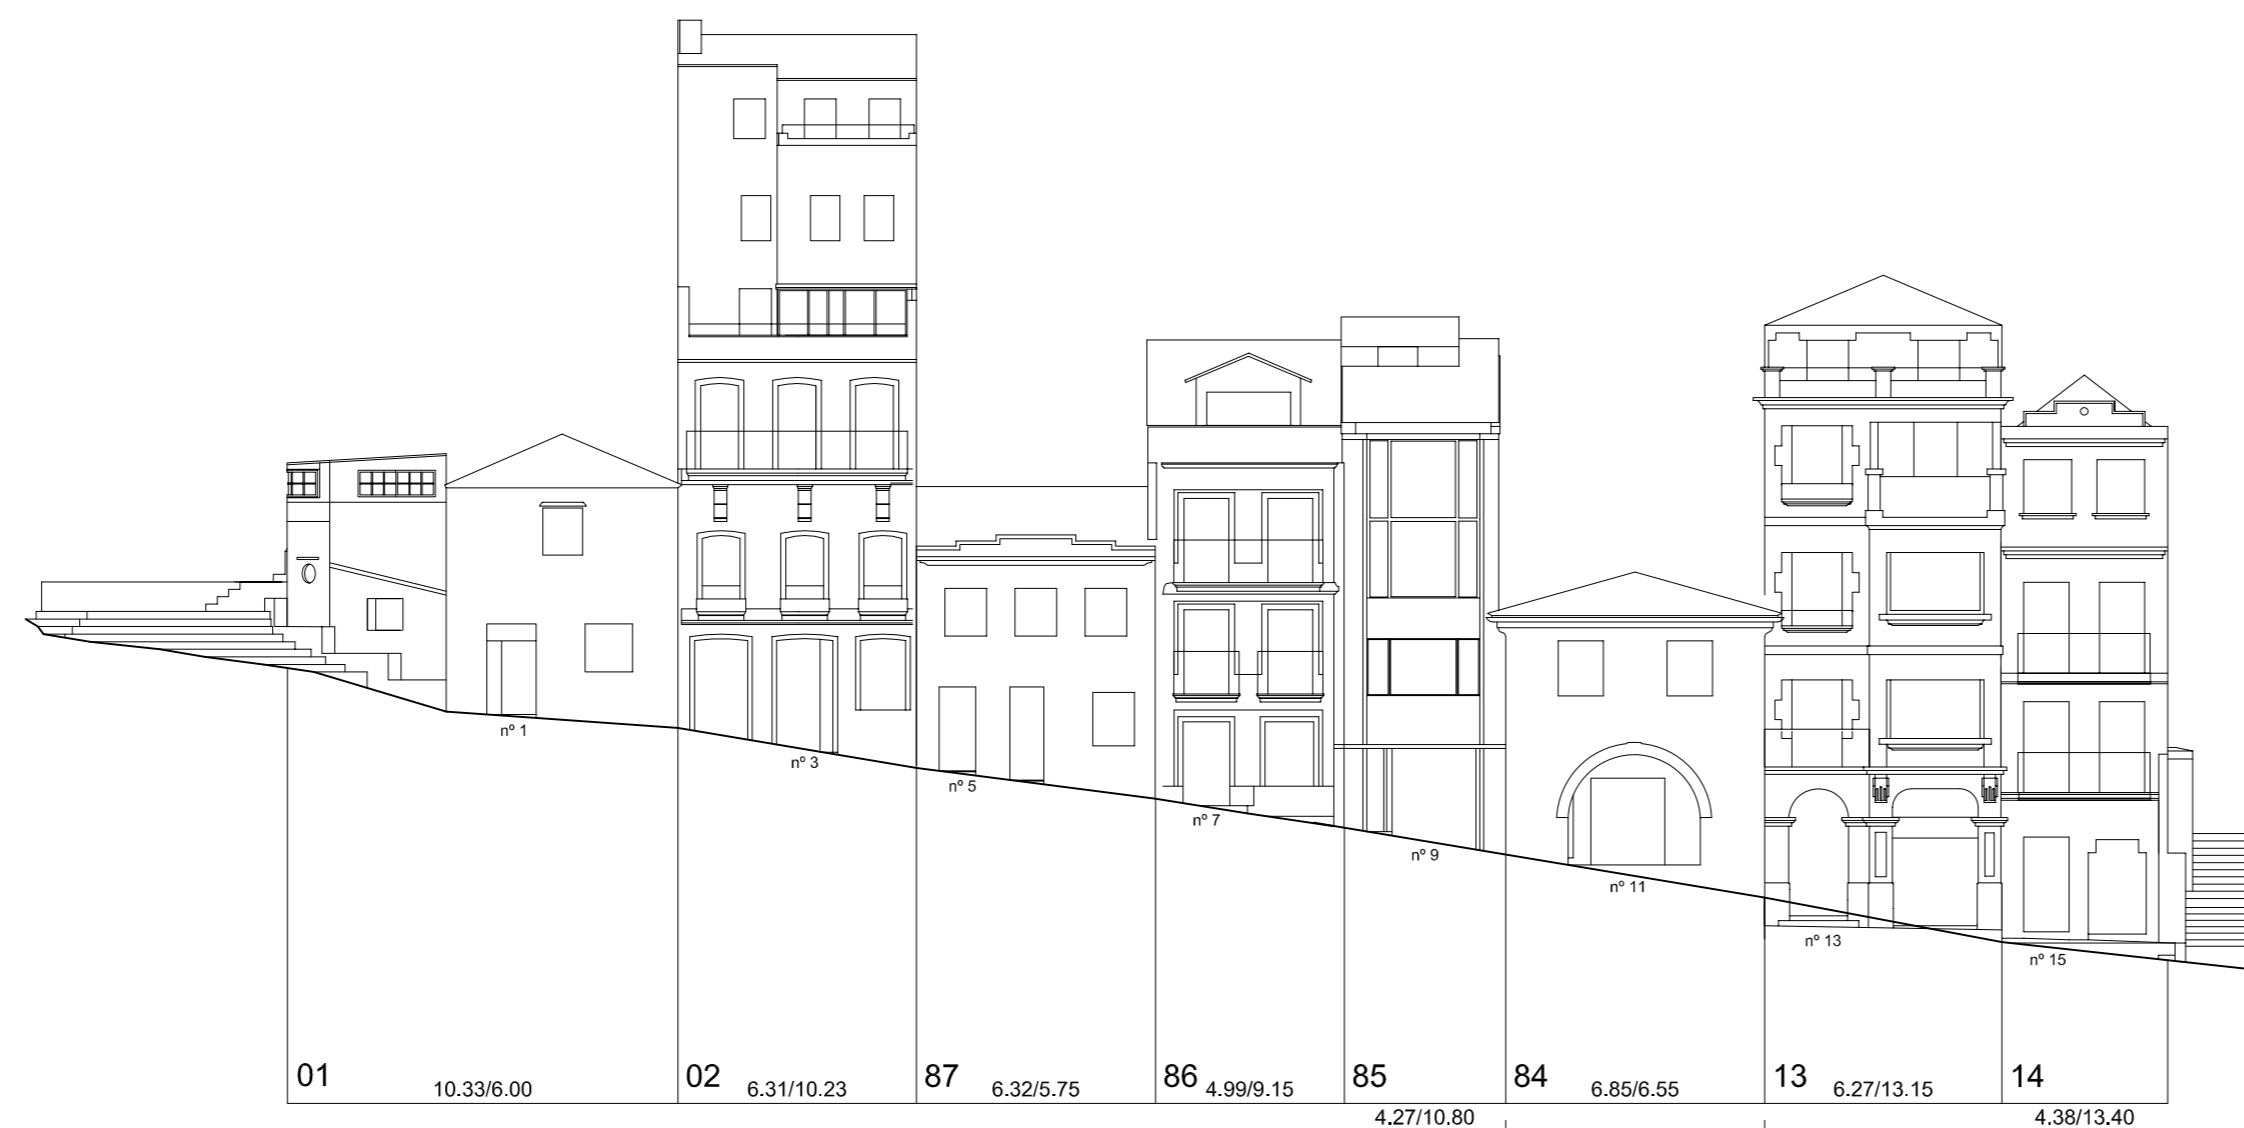 nº 1
nº 3
nº 5
nº 7
nº 9
nº 11
nº 13
nº 15
01 10.33/6.00
02 6.31/10.23
87 6.32/5.75
86 4.99/9.15
85 4.27/10.80
84 6.85/6.55
13 6.27/13.15
14 4.38/13.40